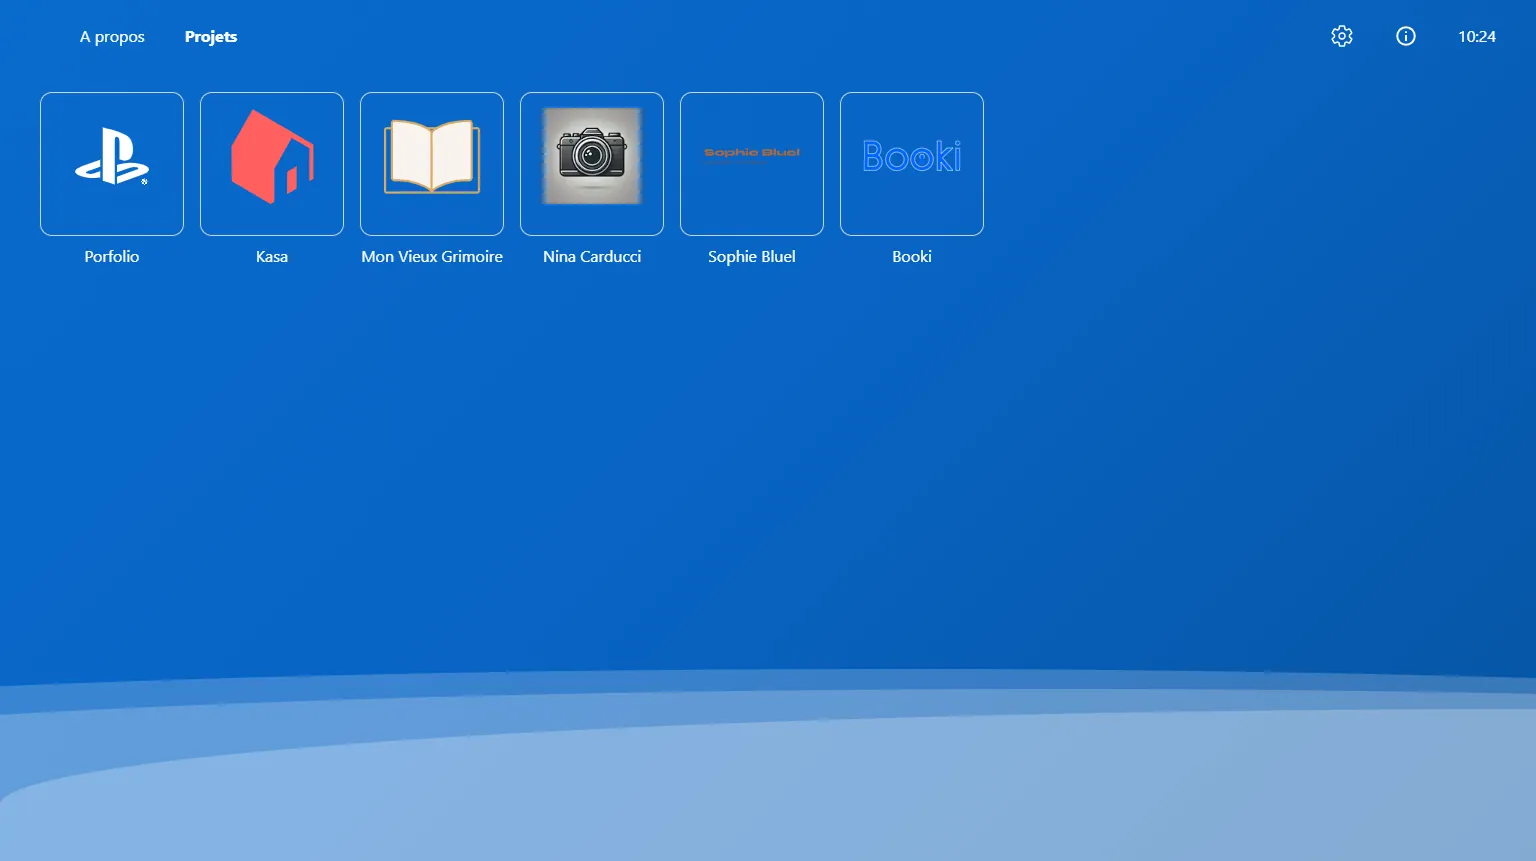 A propos
Projets
10:24
Sophie Bluel
Booki
Porfolio
Kasa
Mon Vieux Grimoire
Nina Carducci
Sophie Bluel
Booki